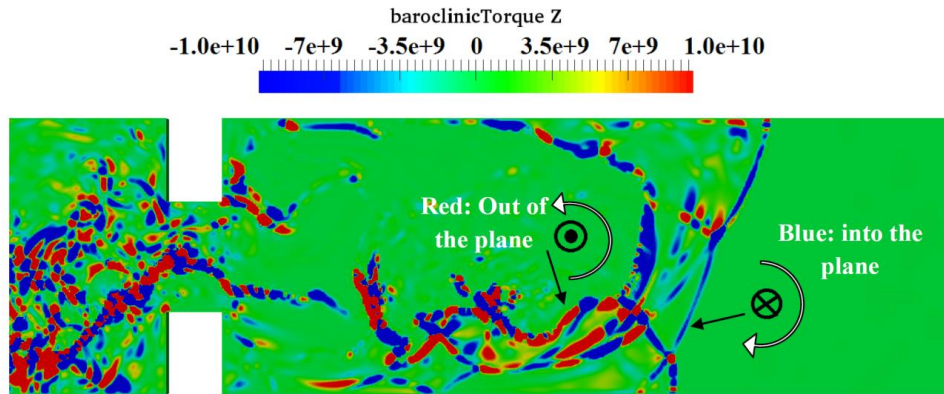 baroclinicTorque Z
-1.0e+10 -7e+9 -3.5e+9 0 3.5e+9 7e+9 1.0e+10
Red: Out of
the plane
Blue: into the
plane